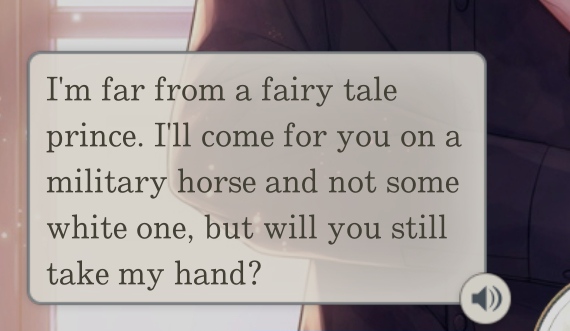 I'm far from a fairy tale
prince. I'll come for you on a
military horse and not some
white one, but will you still
take my hand?